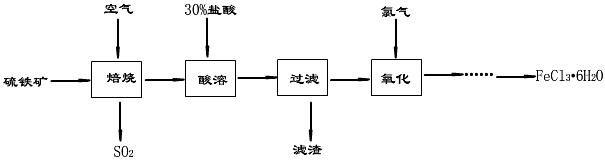 空气
30%盐酸
氯气
硫铁矿
焙烧
酸溶
过滤
氧化
······
FeCl₃•6H₂O
SO₂
滤渣